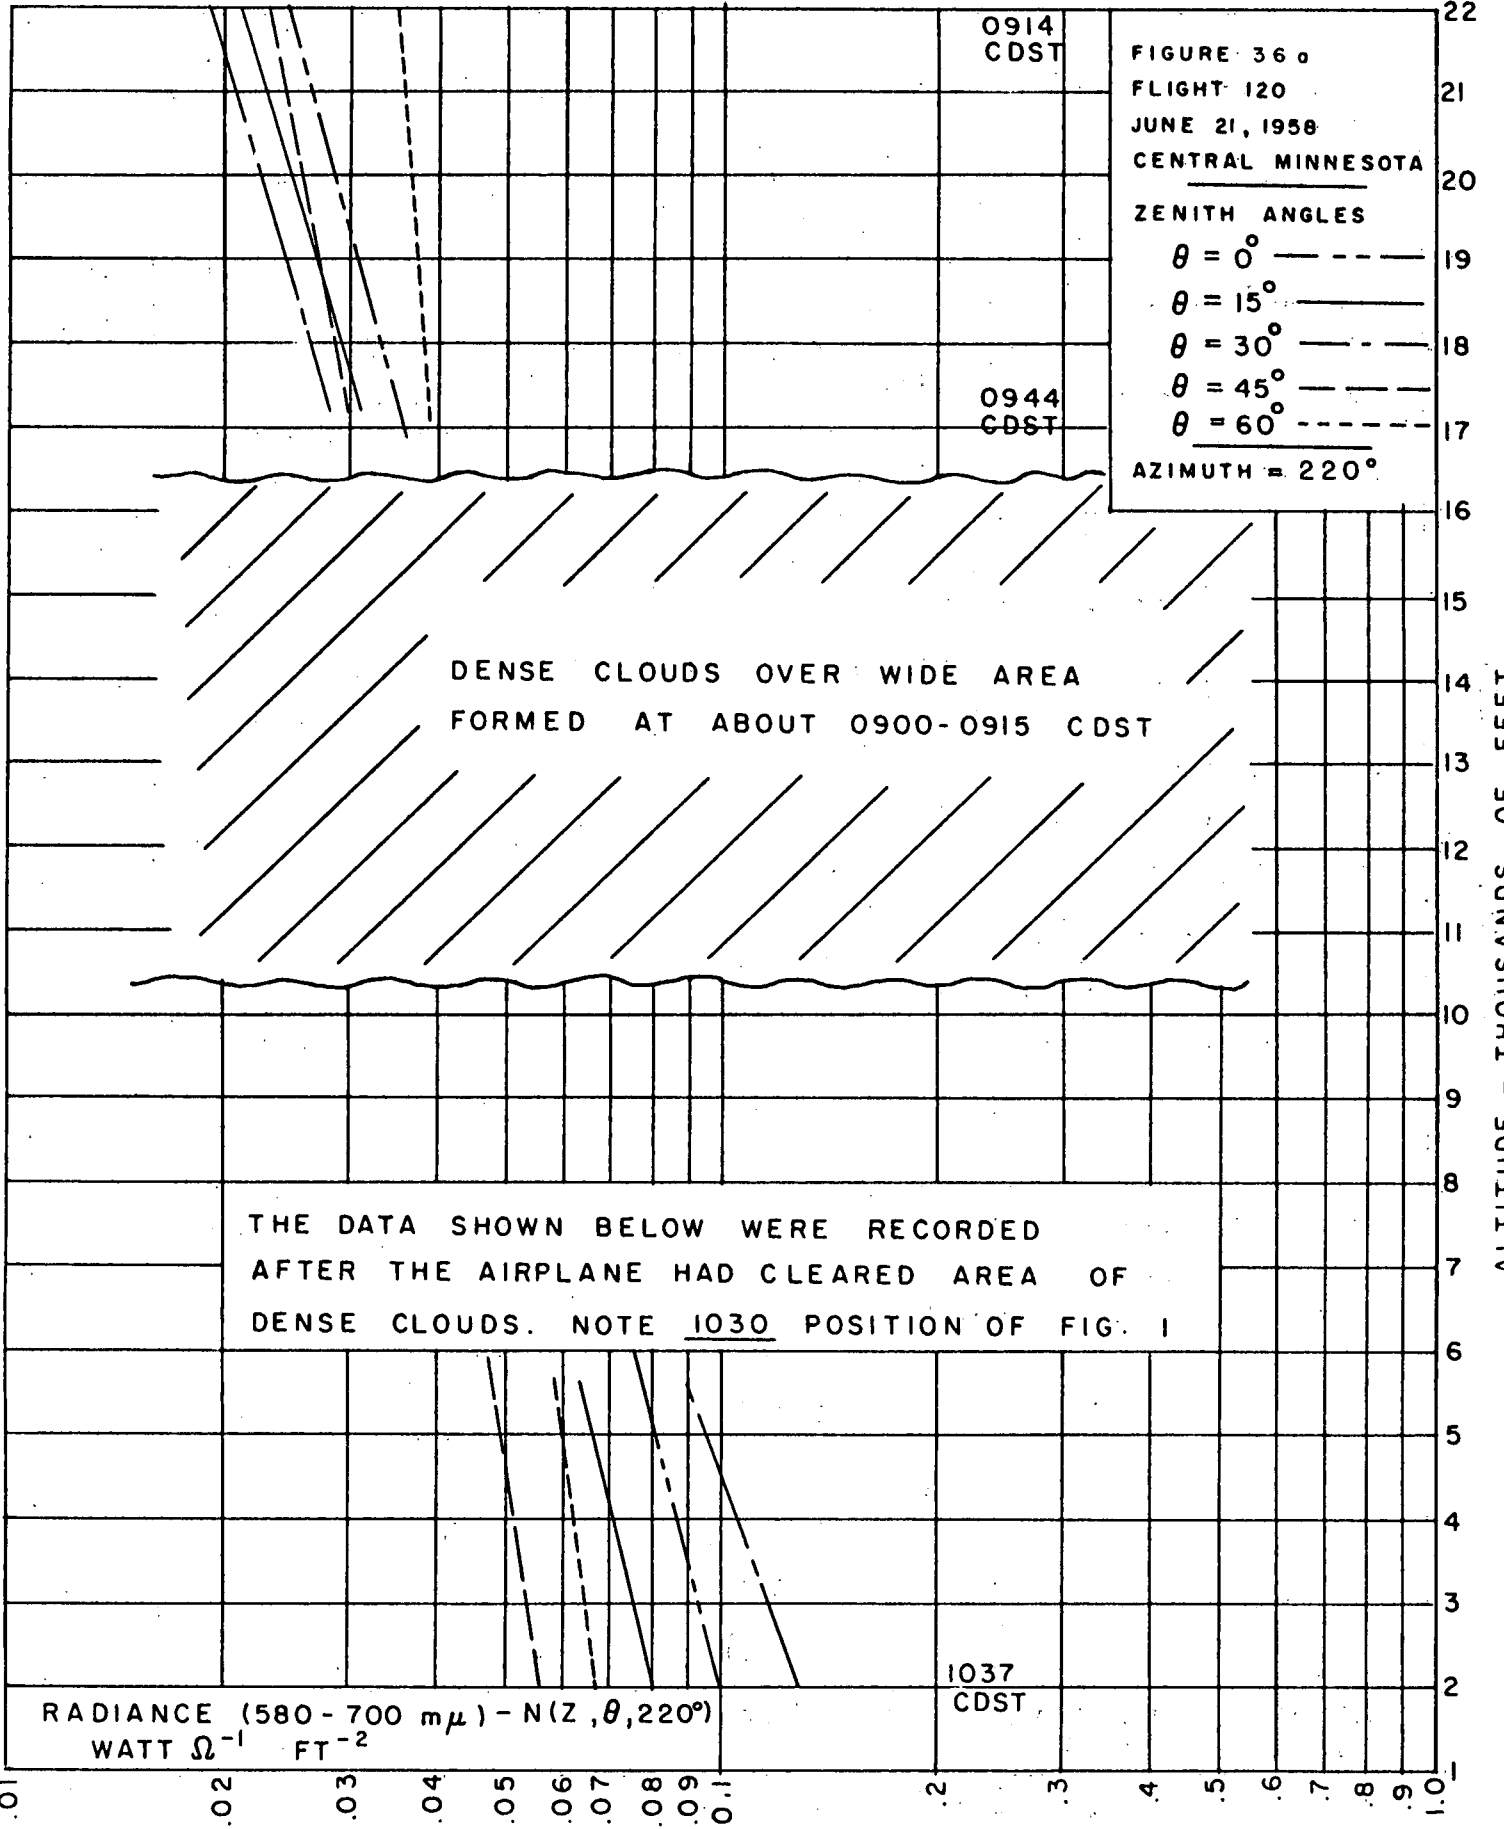 0914
CDST
FIGURE 36a
FLIGHT 120
JUNE 21, 1958
CENTRAL MINNESOTA
ZENITH ANGLES
θ = 0°
θ = 15°
θ = 30°
θ = 45°
θ = 60°
AZIMUTH = 220°
0944
CDST
22
21
20
19
18
17
16
15
14
13
12
11
10
9
8
7
6
5
4
3
2
1
ALTITUDE - THOUSANDS OF FEET
DENSE CLOUDS OVER WIDE AREA
FORMED AT ABOUT 0900-0915 CDST
THE DATA SHOWN BELOW WERE RECORDED
AFTER THE AIRPLANE HAD CLEARED AREA OF
DENSE CLOUDS. NOTE 1030 POSITION OF FIG. 1
1037
CDST
RADIANCE (580-700 mμ) - N(Z,θ,220°)
WATT Ω⁻¹ FT⁻²
.01 .02 .03 .04 .05 .06 .07 .08 .09 0.1 .2 .3 .4 .5 .6 .7 .8 .9 1.0